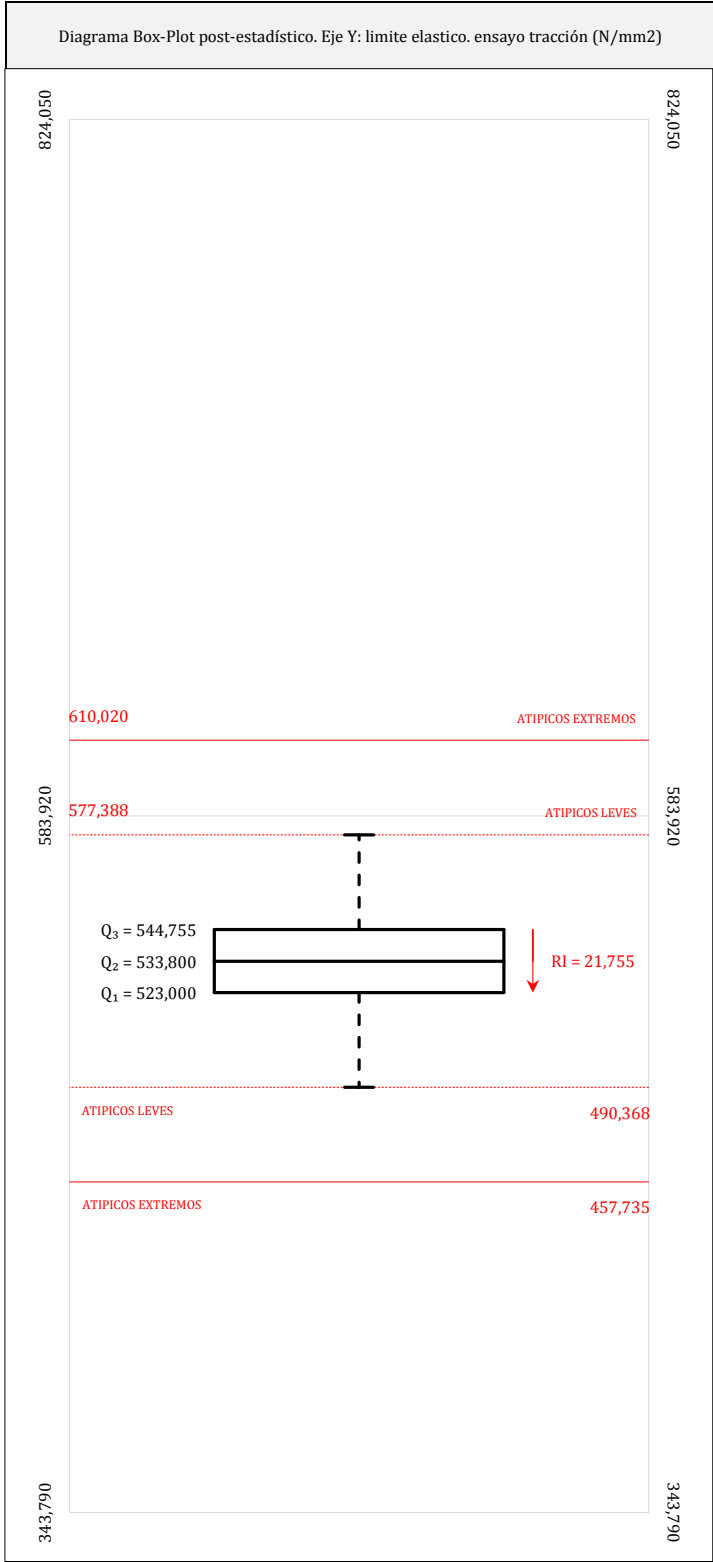 Diagrama Box-Plot post-estadístico. Eje Y: limite elastico. ensayo tracción (N/mm2)
824,050
824,050
610,020
ATIPICOS EXTREMOS
583,920
577,388
ATIPICOS LEVES
583,920
Q₃ = 544,755
Q₂ = 533,800
RI = 21,755
Q₁ = 523,000
ATIPICOS LEVES
490,368
ATIPICOS EXTREMOS
457,735
343,790
343,790